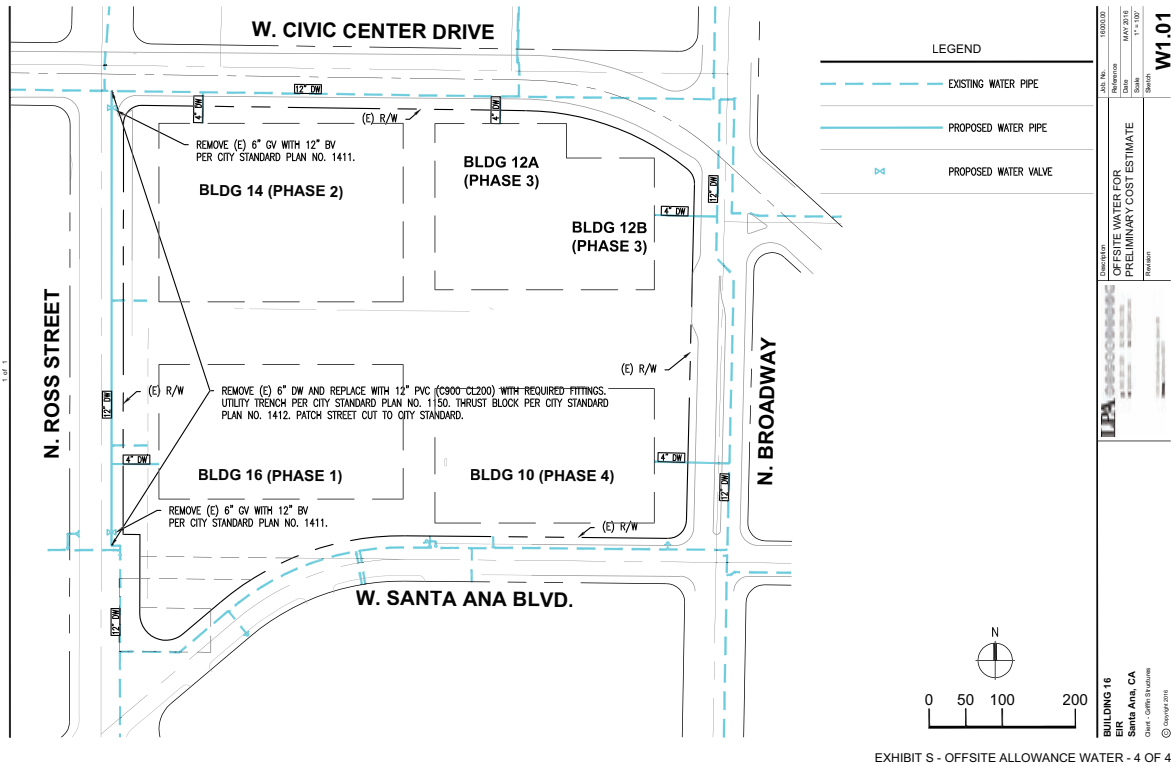 W. CIVIC CENTER DRIVE
12" DW
4" DW
4" DW
(E) R/W
REMOVE (E) 6" GV WITH 12" BV
PER CITY STANDARD PLAN NO. 1411.
BLDG 14 (PHASE 2)
BLDG 12A
(PHASE 3)
12" DW
4" DW
BLDG 12B
(PHASE 3)
N. ROSS STREET
12" DW
(E) R/W
(E) R/W
REMOVE (E) 6" DW AND REPLACE WITH 12" PVC (C900 CL200) WITH REQUIRED FITTINGS.
UTILITY TRENCH PER CITY STANDARD PLAN NO. 1150. THRUST BLOCK PER CITY STANDARD
PLAN NO. 1412. PATCH STREET CUT TO CITY STANDARD.
N. BROADWAY
4" DW
4" DW
BLDG 16 (PHASE 1)
BLDG 10 (PHASE 4)
12" DW
REMOVE (E) 6" GV WITH 12" BV
PER CITY STANDARD PLAN NO. 1411.
(E) R/W
12" DW
W. SANTA ANA BLVD.
LEGEND
EXISTING WATER PIPE
PROPOSED WATER PIPE
PROPOSED WATER VALVE
N
0 50 100 200
1 of 1
Job No. 16000.00
Reference
Date MAY 2016
Scale 1" = 100'
Sketch
W1.01
Description
OFFSITE WATER FOR
PRELIMINARY COST ESTIMATE
Revision
LPA
BUILDING 16
EIR
Santa Ana, CA
Client - Griffin Structures
© Copyright 2016
EXHIBIT S - OFFSITE ALLOWANCE WATER - 4 OF 4